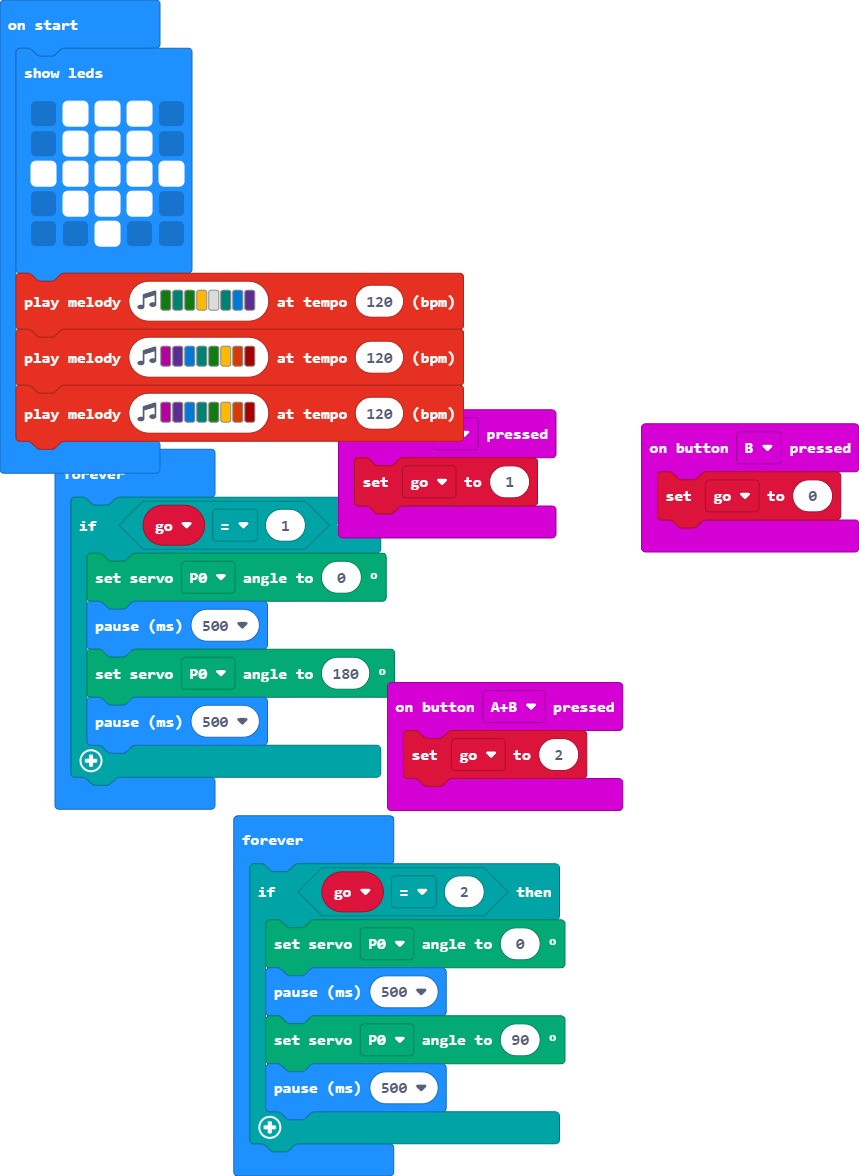 on start
show leds
play melody at tempo 120 (bpm)
play melody at tempo 120 (bpm)
play melody at tempo 120 (bpm)
pressed
set go to 1
on button B pressed
set go to 0
forever
if go = 1
set servo P0 angle to 0 °
pause (ms) 500
set servo P0 angle to 180 °
pause (ms) 500
on button A+B pressed
set go to 2
forever
if go = 2 then
set servo P0 angle to 0 °
pause (ms) 500
set servo P0 angle to 90 °
pause (ms) 500